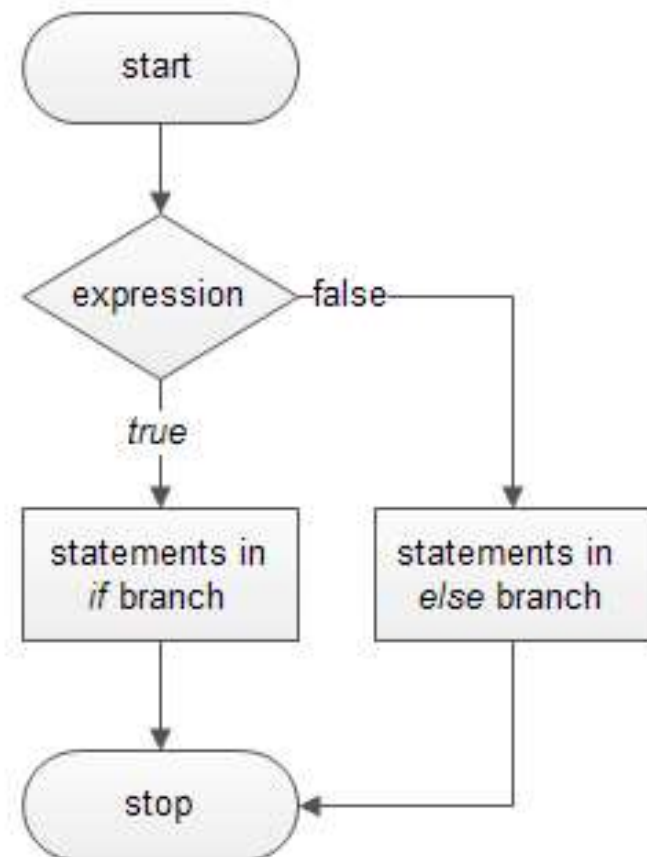 start
expression
false
true
statements in
if branch
statements in
else branch
stop